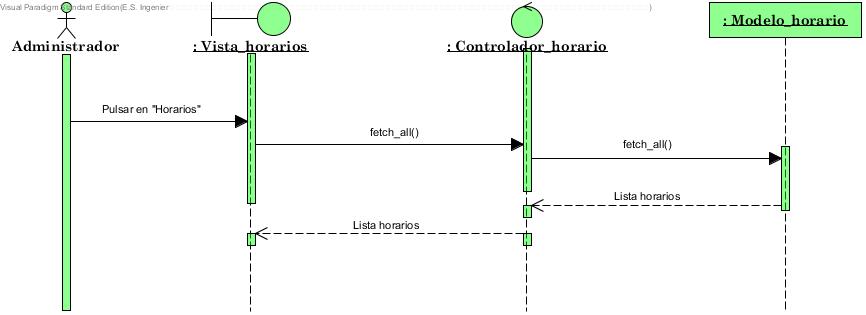 Visual Paradigm Standard Edition(E.S. Ingenier
)
Administrador
: Vista_horarios
: Controlador_horario
: Modelo_horario
Pulsar en "Horarios"
fetch_all()
fetch_all()
Lista horarios
Lista horarios